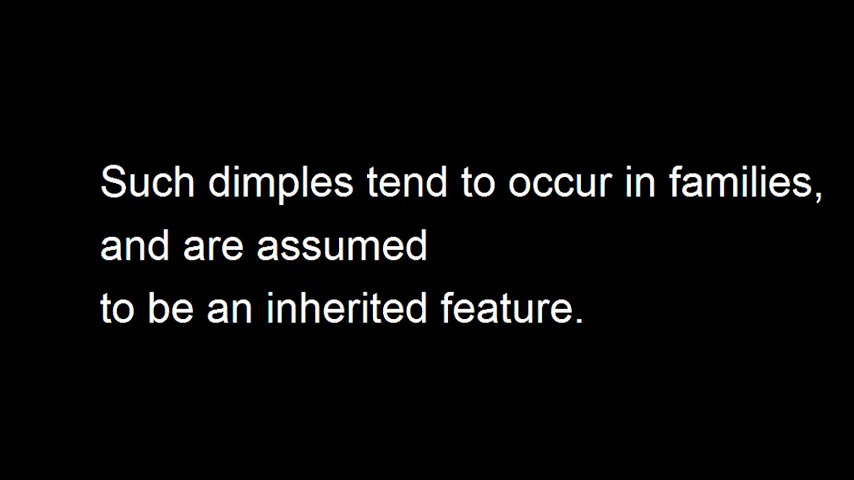 Such dimples tend to occur in families,
and are assumed
to be an inherited feature.